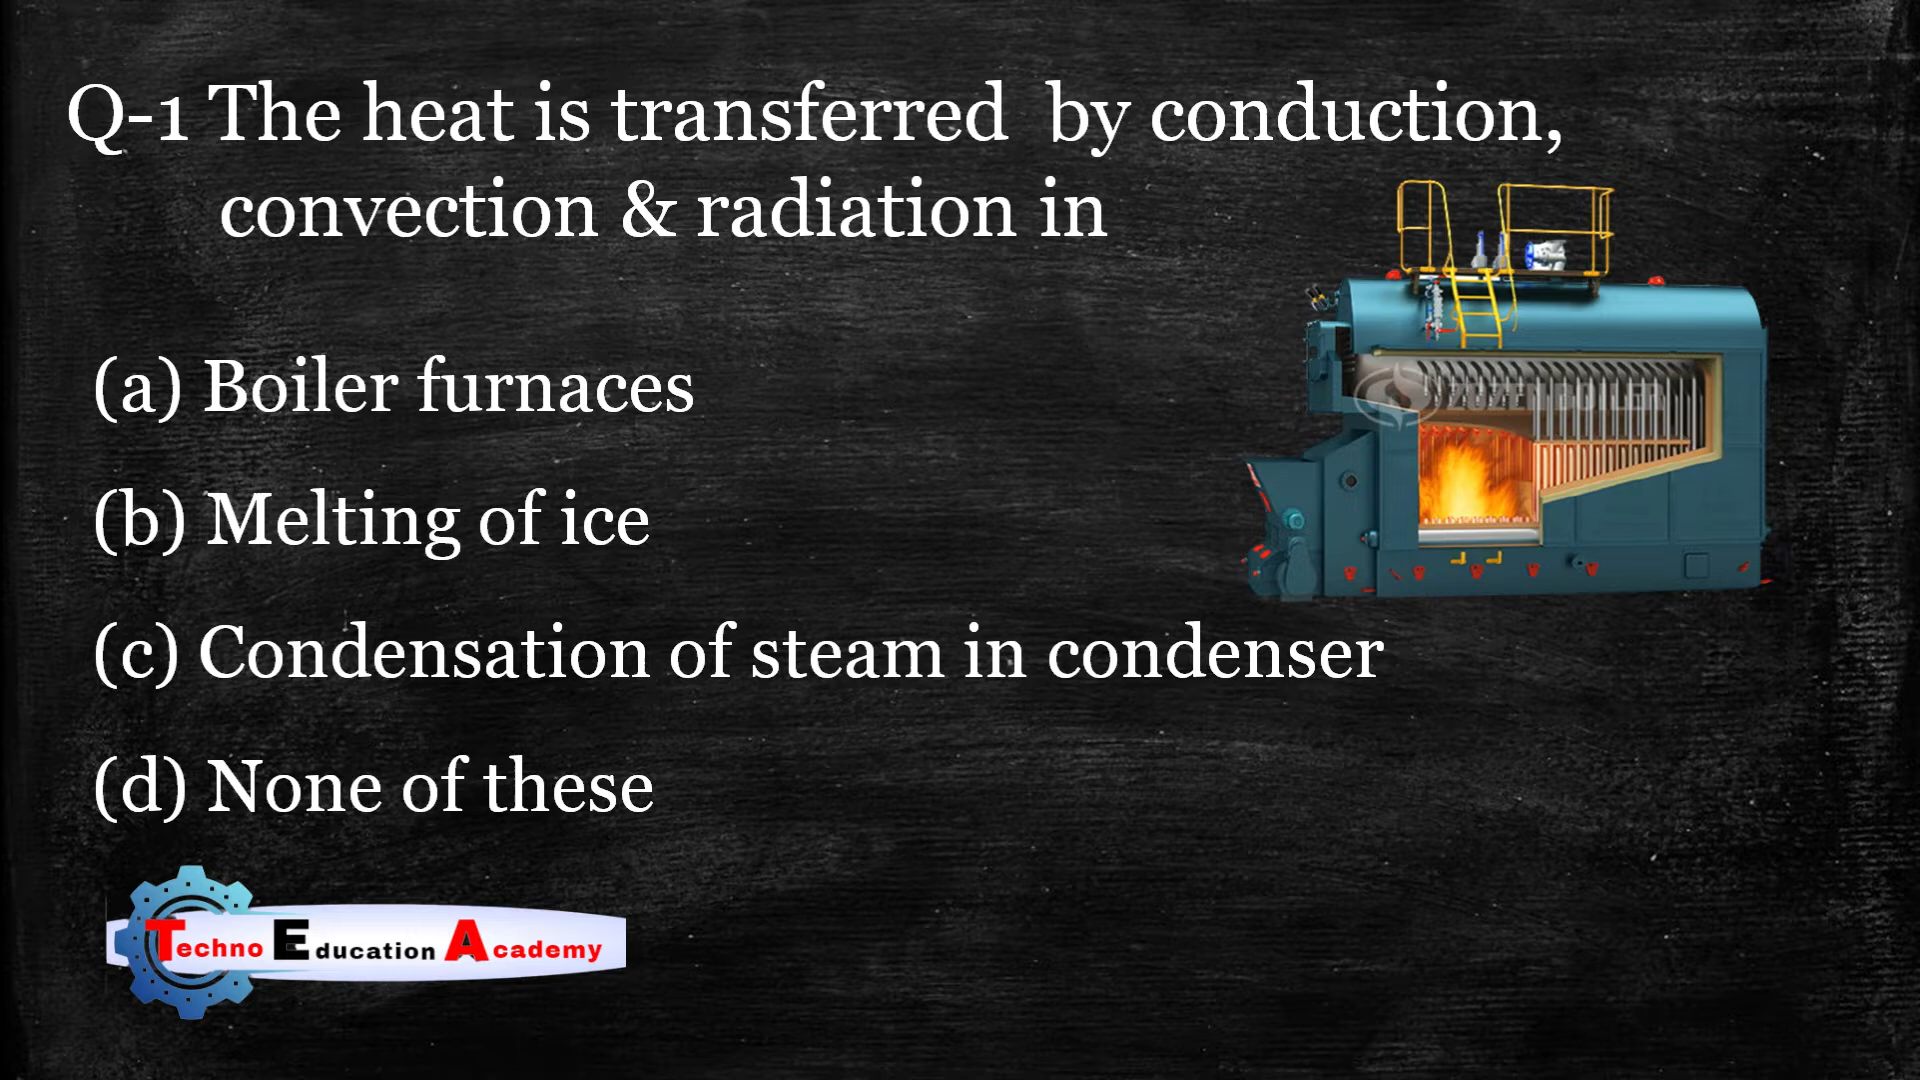 Q-1 The heat is transferred by conduction,
convection & radiation in
(a) Boiler furnaces
(b) Melting of ice
(c) Condensation of steam in condenser
(d) None of these
Techno Education Academy